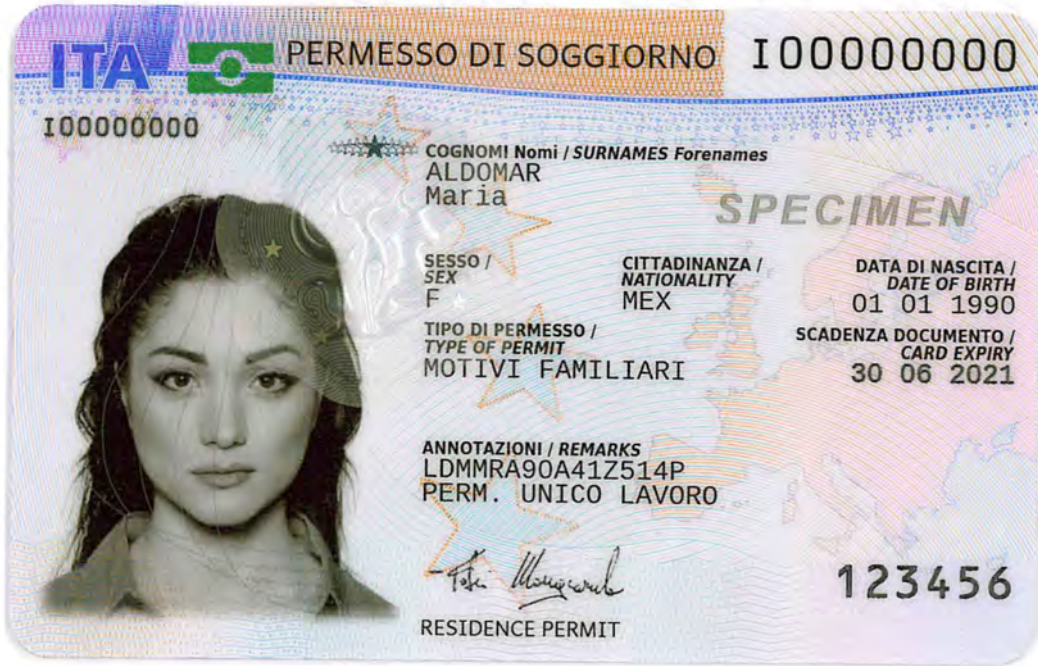 ITA PERMESSO DI SOGGIORNO I00000000
I00000000
COGNOMI Nomi / SURNAMES Forenames
ALDOMAR
Maria
SPECIMEN
SESSO / SEX
F
CITTADINANZA / NATIONALITY
MEX
DATA DI NASCITA / DATE OF BIRTH
01 01 1990
TIPO DI PERMESSO / TYPE OF PERMIT
MOTIVI FAMILIARI
SCADENZA DOCUMENTO / CARD EXPIRY
30 06 2021
ANNOTAZIONI / REMARKS
LDMMRA90A41Z514P
PERM. UNICO LAVORO
123456
RESIDENCE PERMIT